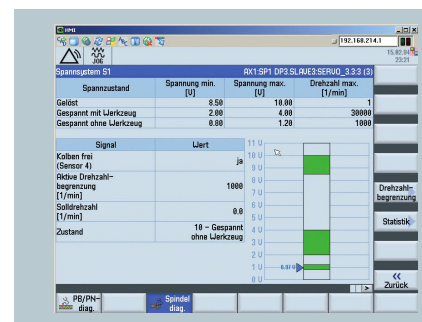 HMI
192.168.214.1
JOG
15.02.94
23:21
Spannsystem S1 AX1:SP1 DP3.SLAVE3:SERVO_3.3:3 (3)
Spannzustand Spannung min. [V] Spannung max. [V] Drehzahl max. [1/min]
Gelöst 8.50 10.00 1
Gespannt mit Werkzeug 2.00 4.00 30000
Gespannt ohne Werkzeug 0.80 1.20 1000
Signal Wert
Kolben frei (Sensor 4) ja
Aktive Drehzahl-
begrenzung
[1/min] 1000
Solldrehzahl
[1/min] 0.0
Zustand 10 - Gespannt
ohne Werkzeug
11 V
10 V
9 V
8 V
7 V
6 V
5 V
4 V
3 V
2 V
1 V
0 V
Drehzahl-
begrenzung
Statistik
Zurück
PB/PN-
diag.
Spindel
diag.